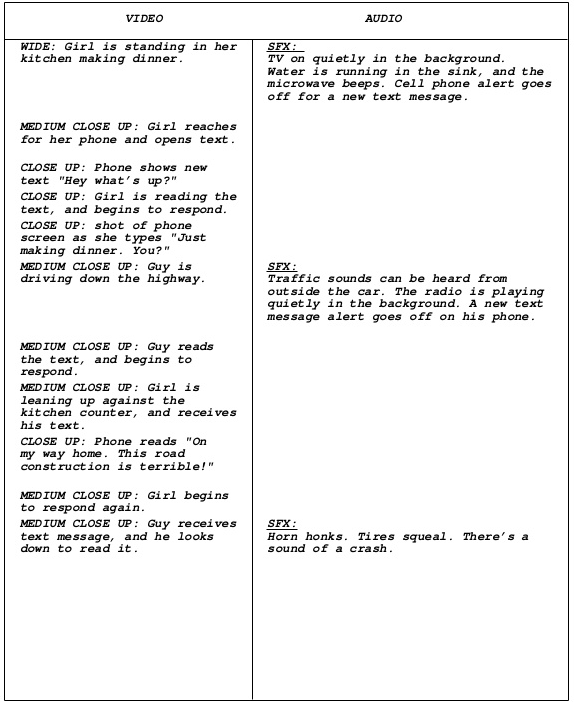 VIDEO
AUDIO
WIDE: Girl is standing in her
kitchen making dinner.
SFX:
TV on quietly in the background.
Water is running in the sink, and the
microwave beeps. Cell phone alert goes
off for a new text message.
MEDIUM CLOSE UP: Girl reaches
for her phone and opens text.
CLOSE UP: Phone shows new
text "Hey what's up?"
CLOSE UP: Girl is reading the
text, and begins to respond.
CLOSE UP: shot of phone
screen as she types "Just
making dinner. You?"
MEDIUM CLOSE UP: Guy is
driving down the highway.
SFX:
Traffic sounds can be heard from
outside the car. The radio is playing
quietly in the background. A new text
message alert goes off on his phone.
MEDIUM CLOSE UP: Guy reads
the text, and begins to
respond.
MEDIUM CLOSE UP: Girl is
leaning up against the
kitchen counter, and receives
his text.
CLOSE UP: Phone reads "On
my way home. This road
construction is terrible!"
MEDIUM CLOSE UP: Girl begins
to respond again.
MEDIUM CLOSE UP: Guy receives
text message, and he looks
down to read it.
SFX:
Horn honks. Tires squeal. There's a
sound of a crash.